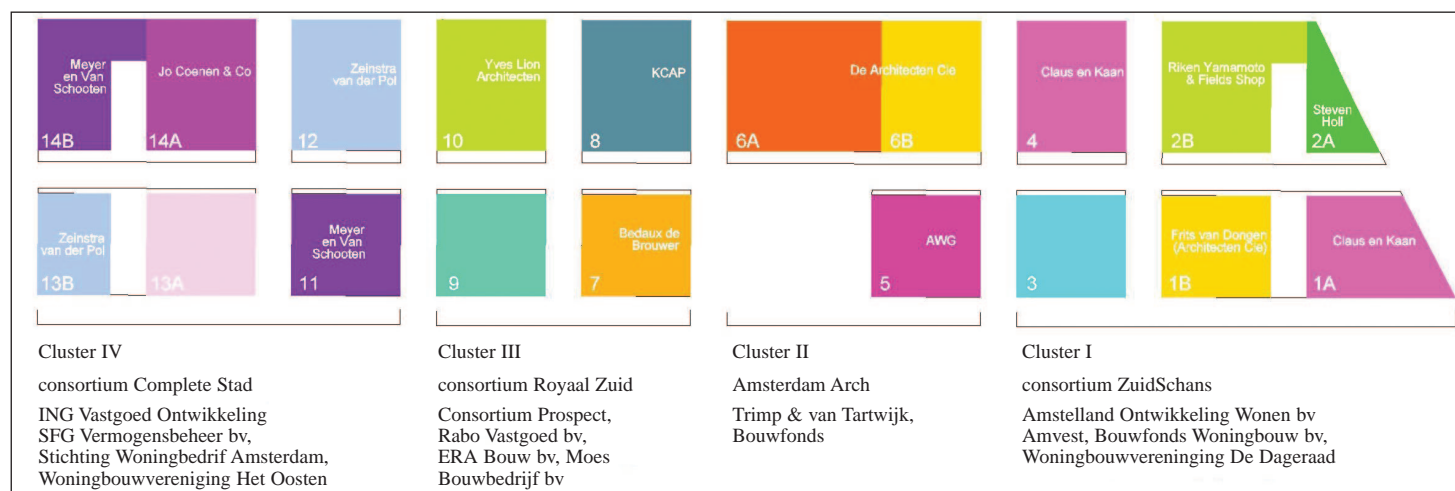 Meyer
en Van
Schooten
14B
Jo Coenen & Co
14A
Zeinstra
van der Pol
12
Yves Lion
Architecten
10
KCAP
8
De Architecten Cie
6A
6B
Claus en Kaan
4
Riken Yamamoto
& Fields Shop
2B
Steven
Holl
2A
Zeinstra
van der Pol
13B
13A
Meyer
en Van
Schooten
11
9
Bedaux de
Brouwer
7
AWG
5
3
Frits van Dongen
(Architecten Cie)
1B
Claus en Kaan
1A
Cluster IV
consortium Complete Stad
ING Vastgoed Ontwikkeling
SFG Vermogensbeheer bv,
Stichting Woningbedrif Amsterdam,
Woningbouwvereniging Het Oosten
Cluster III
consortium Royaal Zuid
Consortium Prospect,
Rabo Vastgoed bv,
ERA Bouw bv, Moes
Bouwbedrijf bv
Cluster II
Amsterdam Arch
Trimp & van Tartwijk,
Bouwfonds
Cluster I
consortium ZuidSchans
Amstelland Ontwikkeling Wonen bv
Amvest, Bouwfonds Woningbouw bv,
Woningbouwvereninging De Dageraad